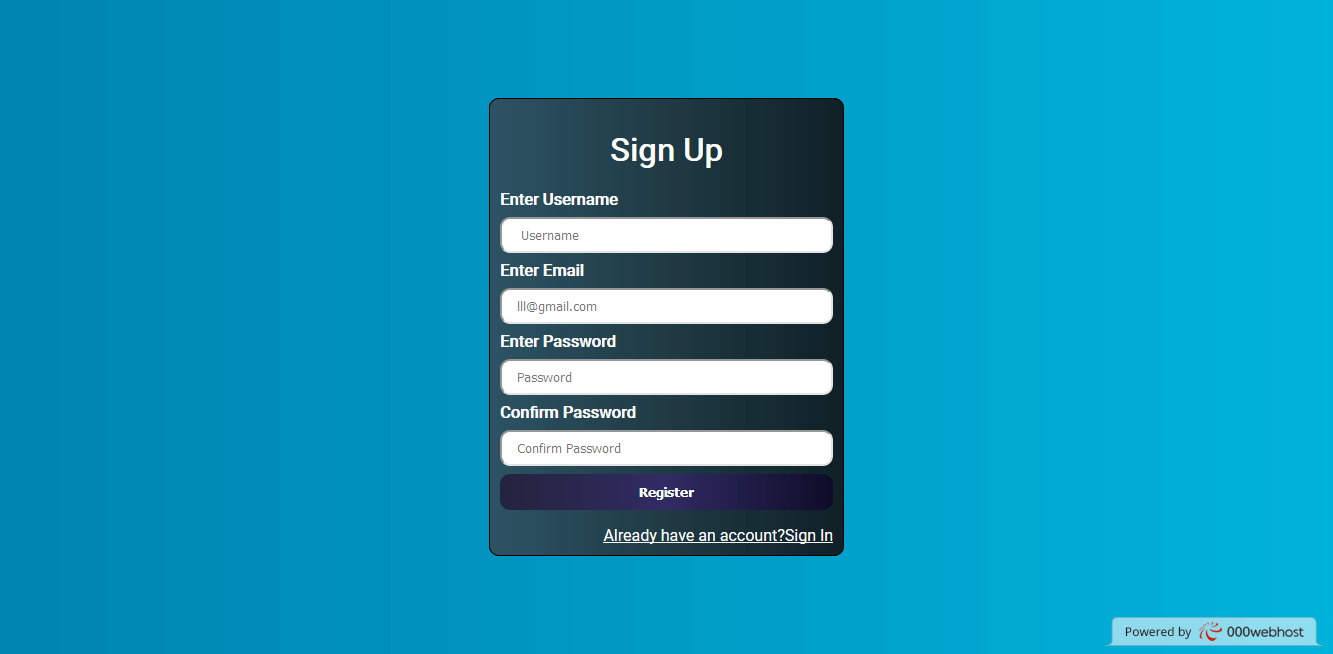 Sign Up
Enter Username
Username
Enter Email
lll@gmail.com
Enter Password
Password
Confirm Password
Confirm Password
Register
Already have an account?Sign In
Powered by 000webhost